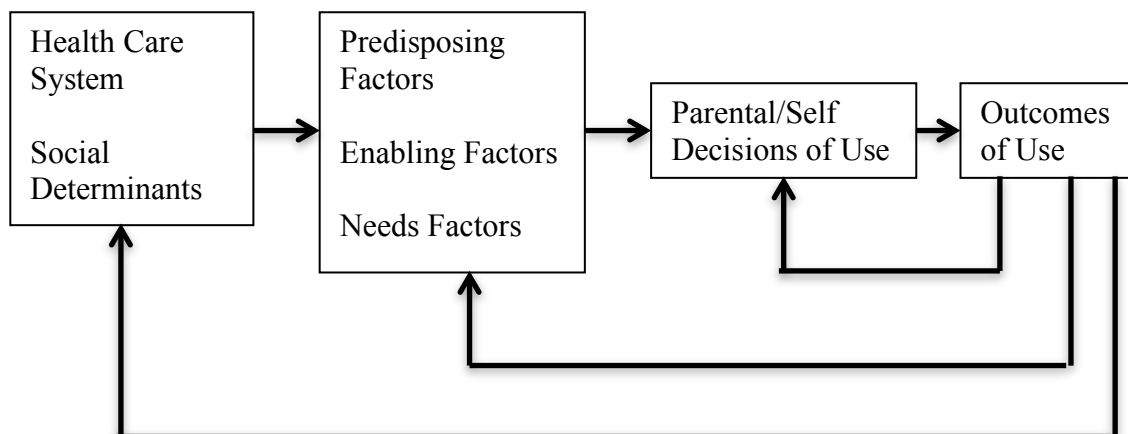 Health Care
System
Social
Determinants
Predisposing
Factors
Enabling Factors
Needs Factors
Parental/Self
Decisions of Use
Outcomes
of Use